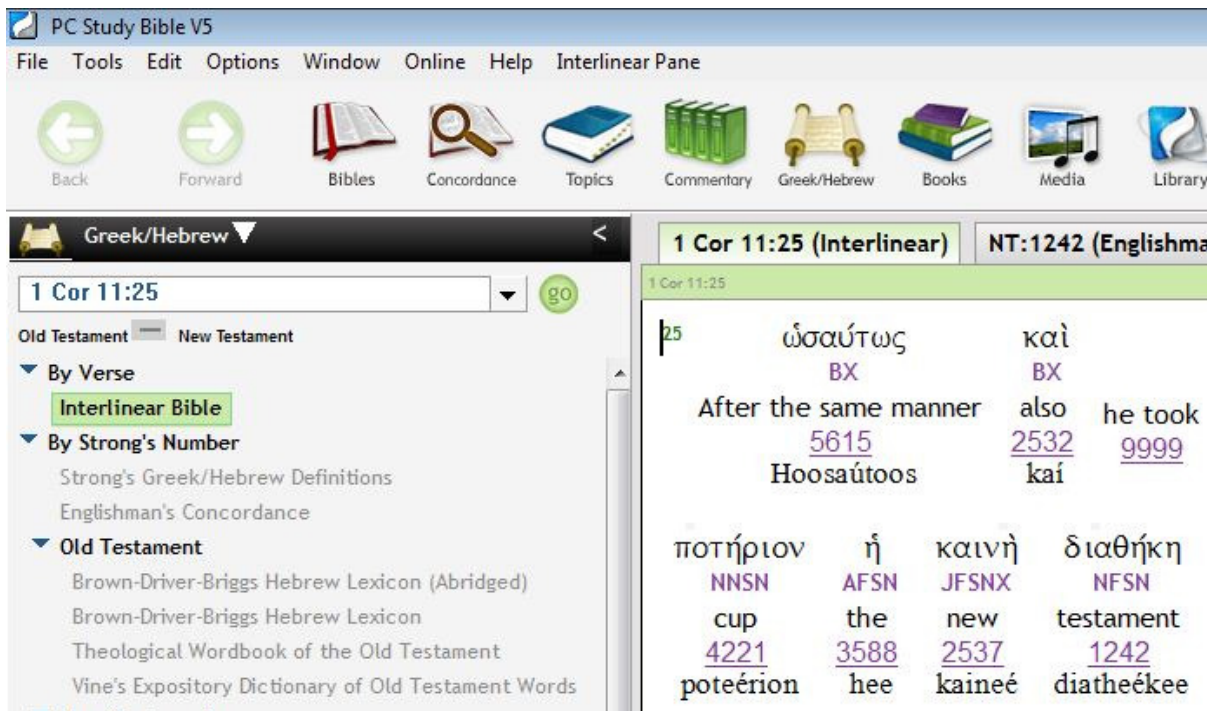 PC Study Bible V5
File Tools Edit Options Window Online Help Interlinear Pane
Back Forward Bibles Concordance Topics Commentary Greek/Hebrew Books Media Library
Greek/Hebrew
<
1 Cor 11:25
go
Old Testament New Testament
By Verse
Interlinear Bible
By Strong's Number
Strong's Greek/Hebrew Definitions
Englishman's Concordance
Old Testament
Brown-Driver-Briggs Hebrew Lexicon (Abridged)
Brown-Driver-Briggs Hebrew Lexicon
Theological Wordbook of the Old Testament
Vine's Expository Dictionary of Old Testament Words
1 Cor 11:25 (Interlinear) NT:1242 (Englishma
1 Cor 11:25
25 ὡσαύτως καὶ
BX BX
After the same manner also he took
5615 2532 9999
Hoosaútoos kaí
ποτήριον ἡ καινὴ διαθήκη
NNSN AFSN JFSNX NFSN
cup the new testament
4221 3588 2537 1242
poteérion hee kaineé diatheékee